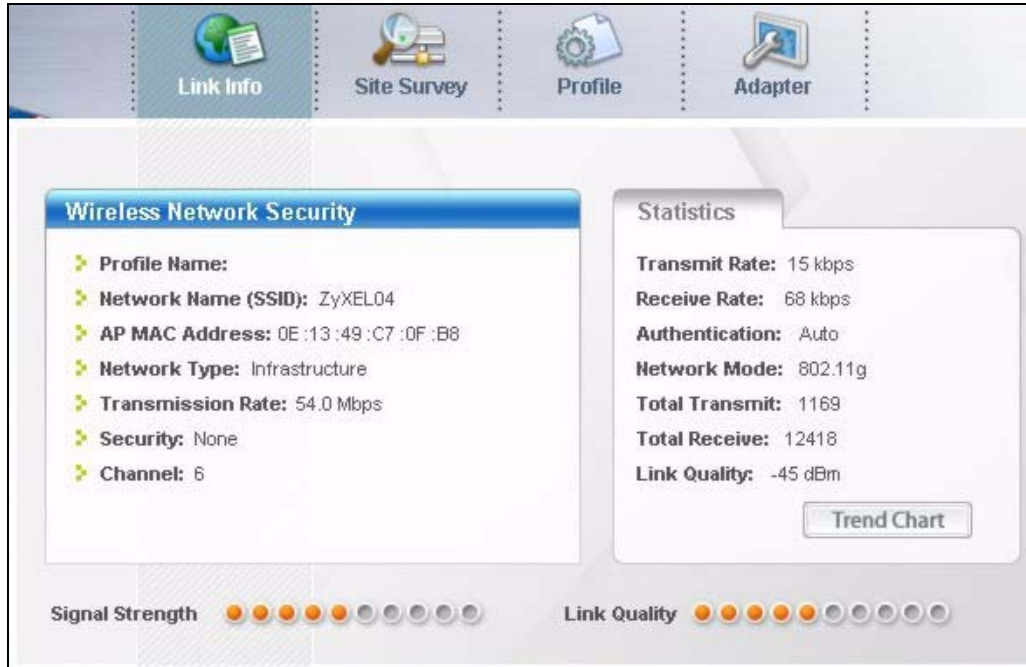 Link Info
Site Survey
Profile
Adapter
Wireless Network Security
Profile Name:
Network Name (SSID): ZyXEL04
AP MAC Address: 0E :13 :49 :C7 :0F :B8
Network Type: Infrastructure
Transmission Rate: 54.0 Mbps
Security: None
Channel: 6
Statistics
Transmit Rate: 15 kbps
Receive Rate: 68 kbps
Authentication: Auto
Network Mode: 802.11g
Total Transmit: 1169
Total Receive: 12418
Link Quality: -45 dBm
Trend Chart
Signal Strength
Link Quality